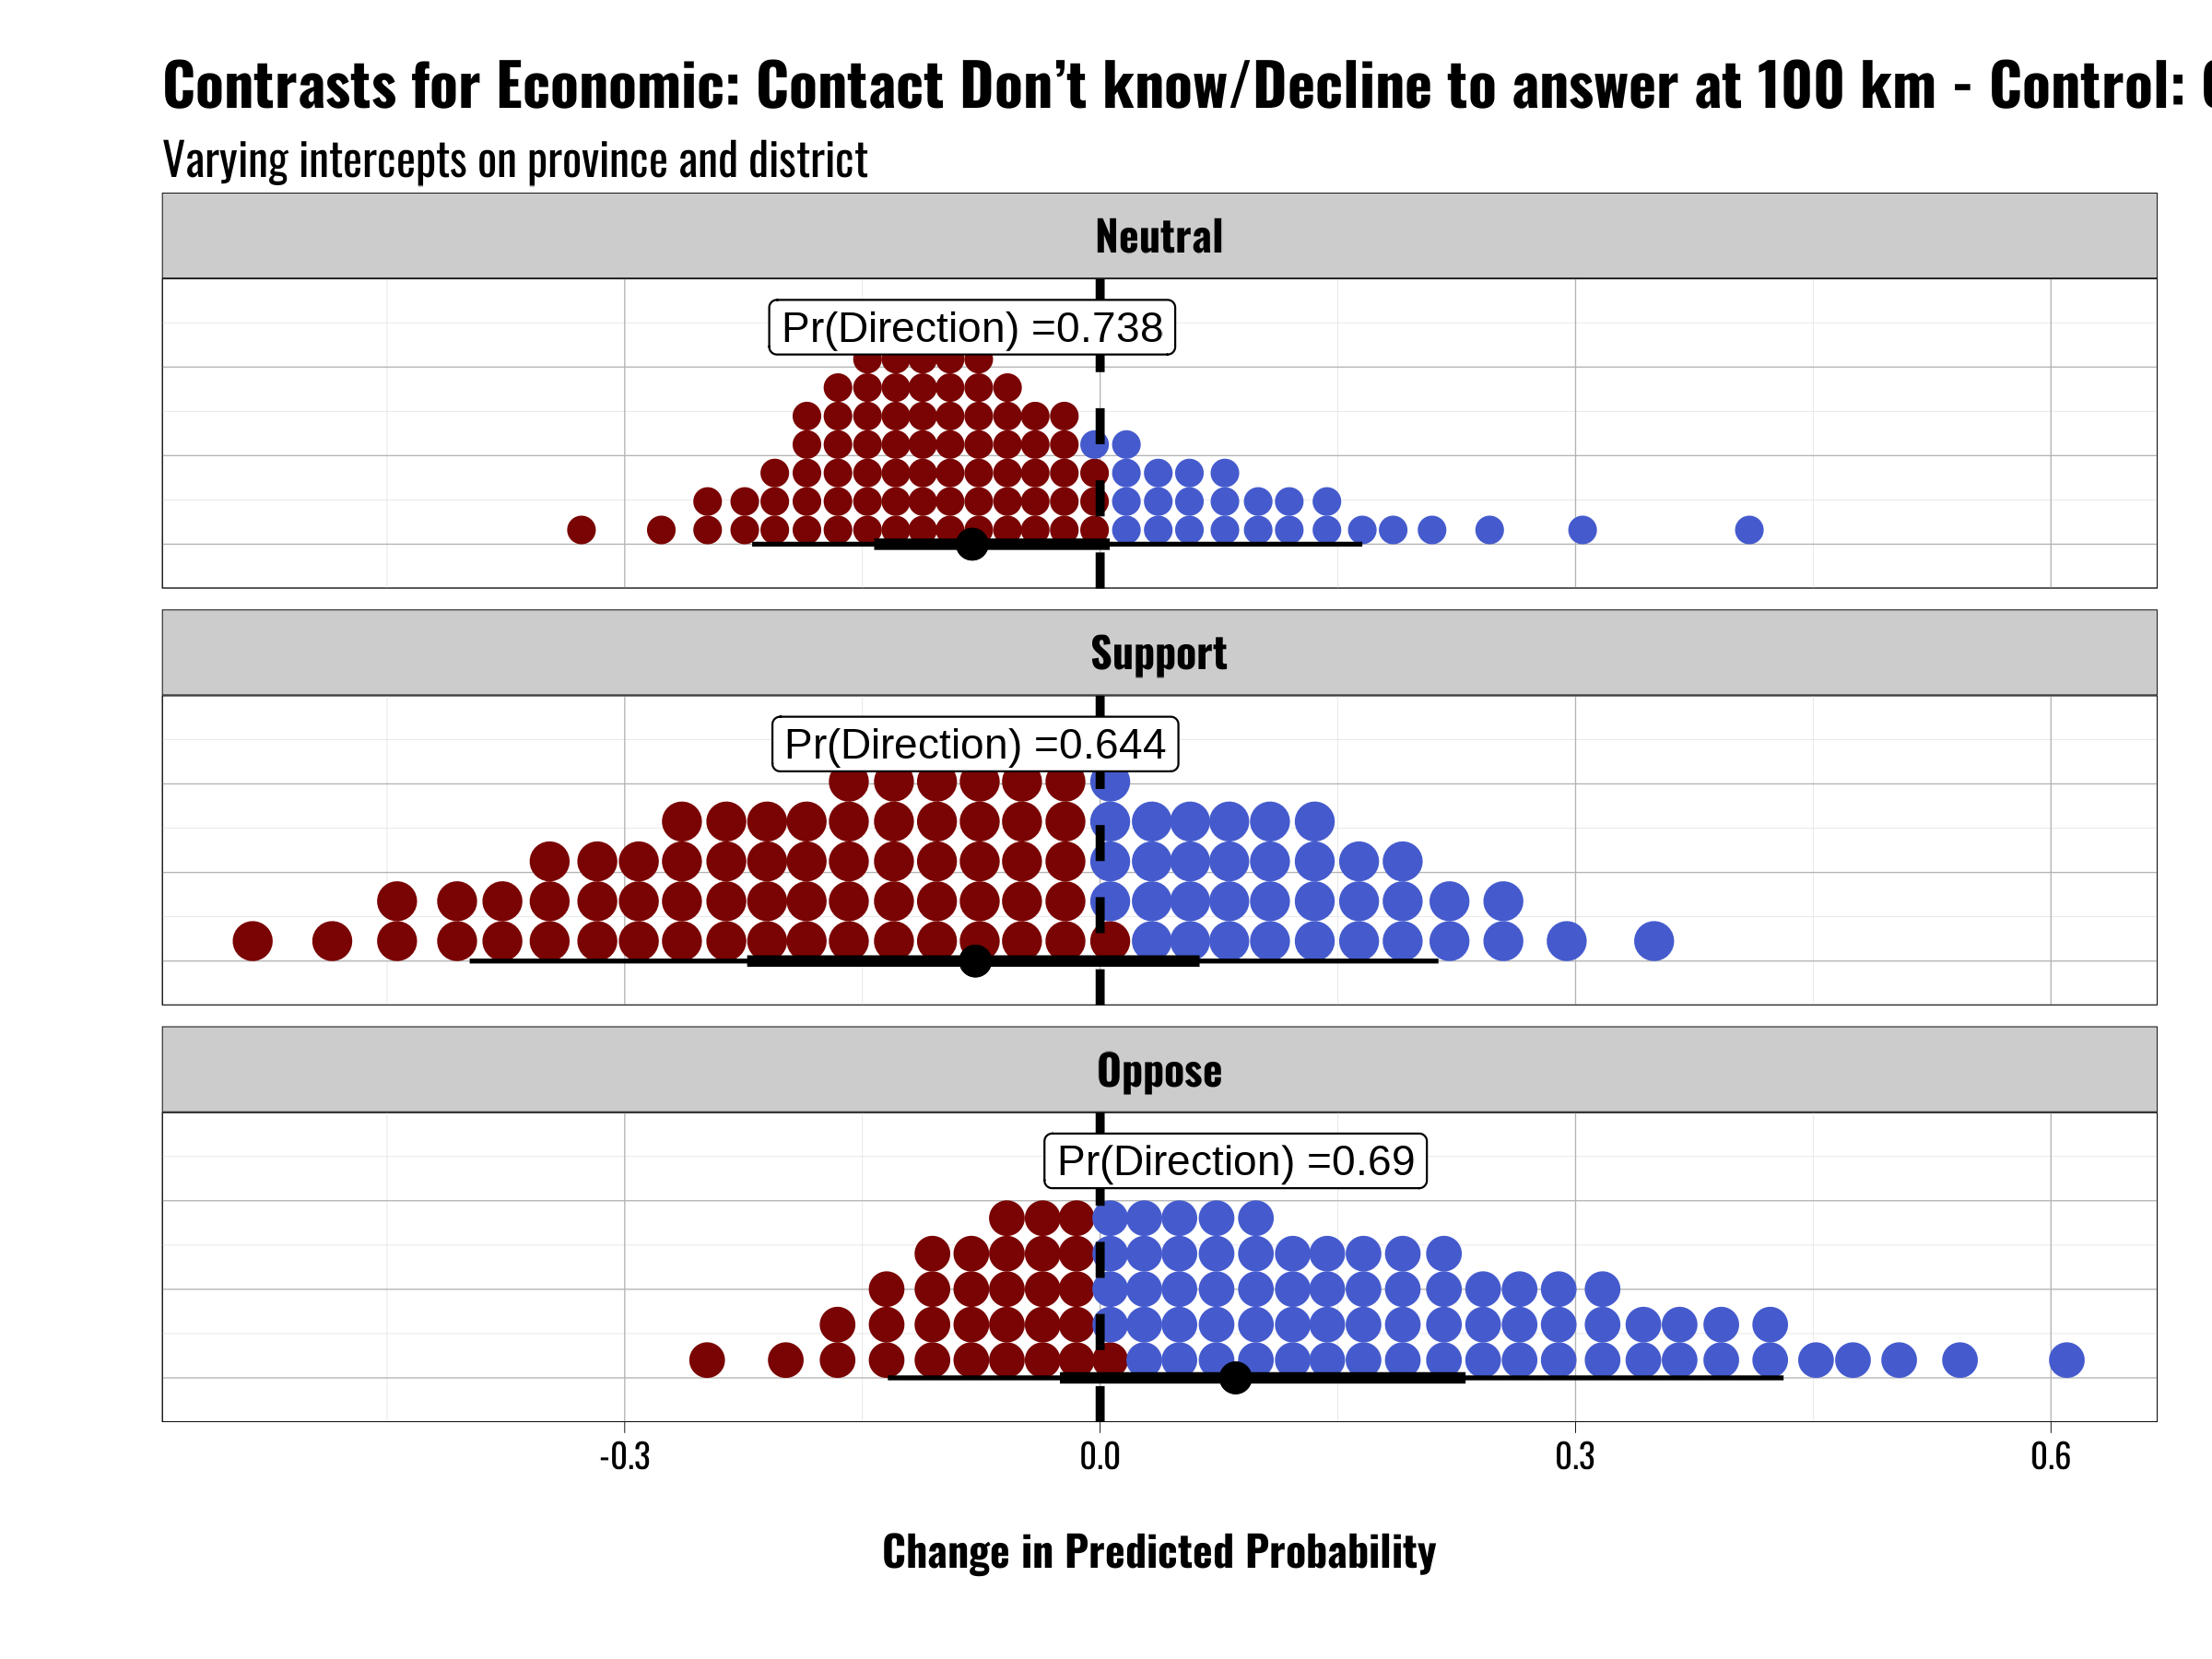 Contrasts for Economic: Contact Don’t know/Decline to answer at 100 km - Control:
Varying intercepts on province and district
Neutral
Pr(Direction) =0.738
Support
Pr(Direction) =0.644
Oppose
Pr(Direction) =0.69
-0.3 0.0 0.3 0.6
Change in Predicted Probability